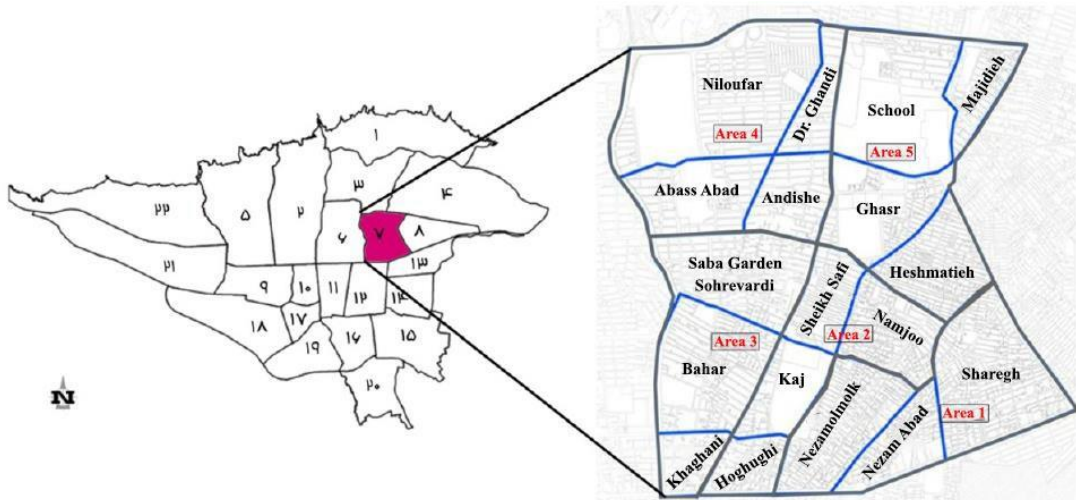 ۱
۳
۴
۲۲
۵
۲
۶
۷
۸
۲۱
۱۳
۹
۱۰
۱۱
۱۲
۱۴
۱۸
۱۷
۱۹
۱۶
۱۵
۲۰
N
Niloufar
Dr. Ghandi
School
Majidieh
Area 4
Area 5
Abass Abad
Andishe
Ghasr
Saba Garden
Sohrevardi
Sheikh Safi
Heshmatieh
Area 3
Area 2
Namjoo
Bahar
Kaj
Sharegh
Area 1
Khaghani
Hoghughi
Nezamolmolk
Nezam Abad